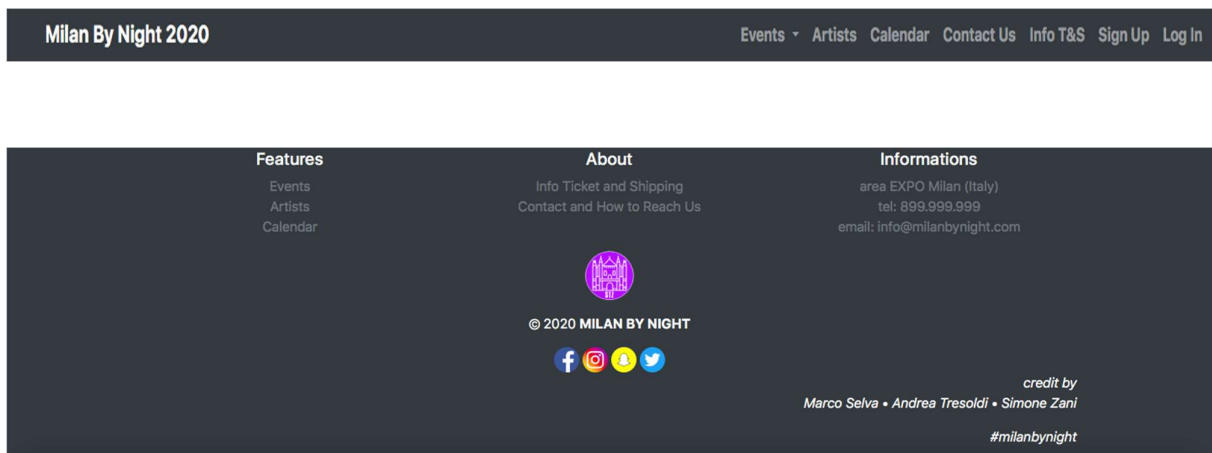 Milan By Night 2020
Events Artists Calendar Contact Us Info T&S Sign Up Log In
Features
Events
Artists
Calendar
About
Info Ticket and Shipping
Contact and How to Reach Us
Informations
area EXPO Milan (Italy)
tel: 899.999.999
email: info@milanbynight.com
© 2020 MILAN BY NIGHT
credit by
Marco Selva • Andrea Tresoldi • Simone Zani
#milanbynight